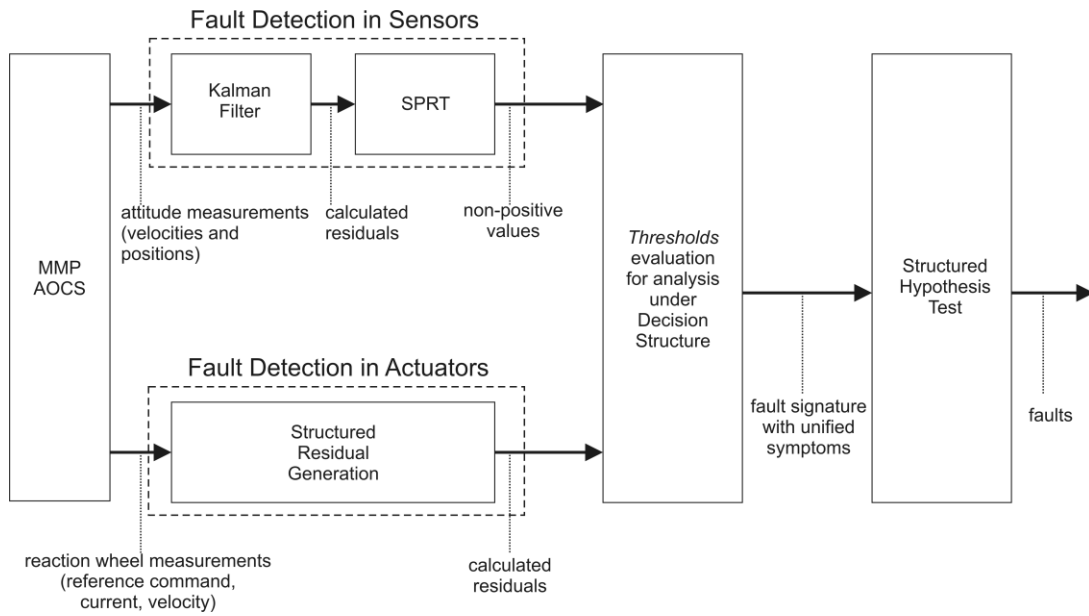 Fault Detection in Sensors
Kalman
Filter
SPRT
attitude measurements
(velocities and
positions)
calculated
residuals
non-positive
values
MMP
AOCS
Thresholds
evaluation
for analysis
under
Decision
Structure
Structured
Hypothesis
Test
Fault Detection in Actuators
Structured
Residual
Generation
fault signature
with unified
symptoms
faults
reaction wheel measurements
(reference command,
current, velocity)
calculated
residuals